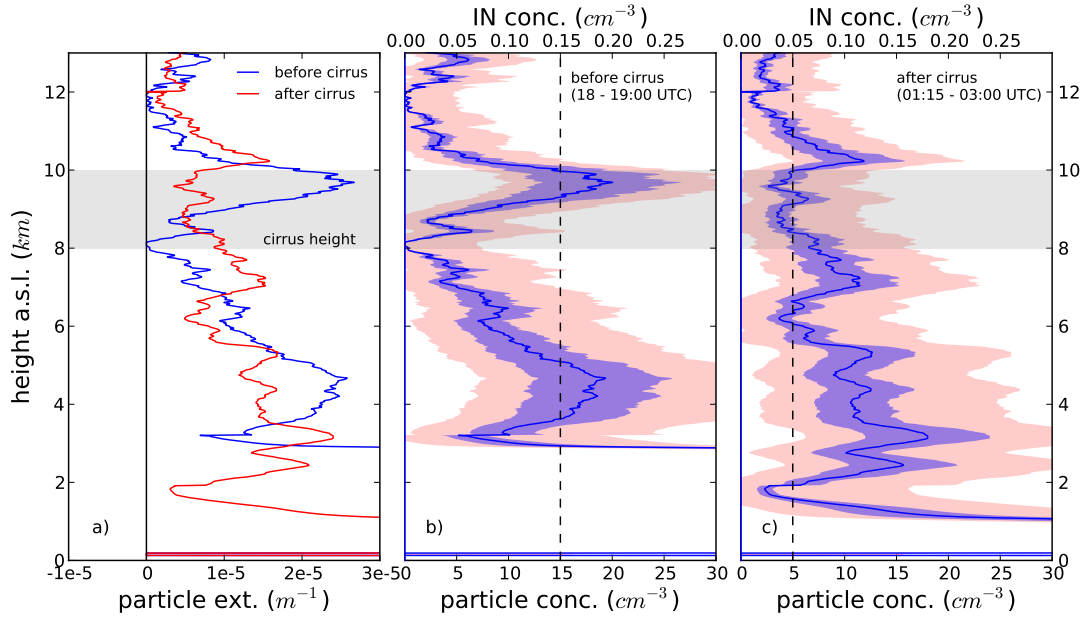 IN conc. (cm⁻³)
IN conc. (cm⁻³)
0.00 0.05 0.10 0.15 0.20 0.25
0.00 0.05 0.10 0.15 0.20 0.25
before cirrus
after cirrus
before cirrus
(18 - 19:00 UTC)
after cirrus
(01:15 - 03:00 UTC)
12
12
10
10
cirrus height
8
8
height a.s.l. (km)
6
6
4
4
2
2
a)
b)
c)
0
0
-1e-5 0 1e-5 2e-5 3e-5
0 5 10 15 20 25 30
0 5 10 15 20 25 30
particle ext. (m⁻¹)
particle conc. (cm⁻³)
particle conc. (cm⁻³)